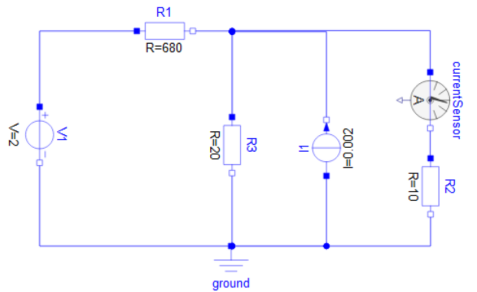 R1
R=680
currentSensor
A
+
V1
V=2
-
R3
R=20
I1
I=0.002
R2
R=10
ground